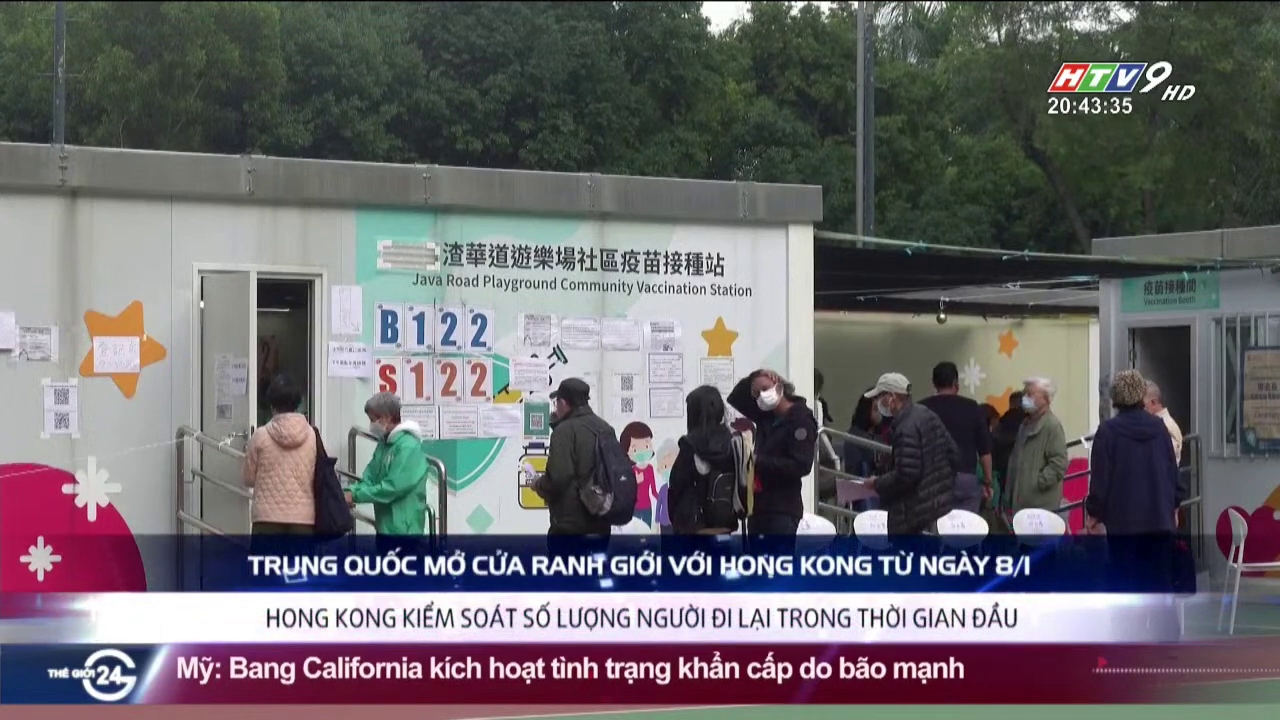 HTV9 HD
20:43:35
渣華道遊樂場社區疫苗接種站
Java Road Playground Community Vaccination Station
疫苗接種間
Vaccination Booth
B122
S122
TRUNG QUỐC MỞ CỬA RANH GIỚI VỚI HONG KONG TỪ NGÀY 8/1
HONG KONG KIỂM SOÁT SỐ LƯỢNG NGƯỜI ĐI LẠI TRONG THỜI GIAN ĐẦU
THẾ GIỚI 24G
Mỹ: Bang California kích hoạt tình trạng khẩn cấp do bão mạnh